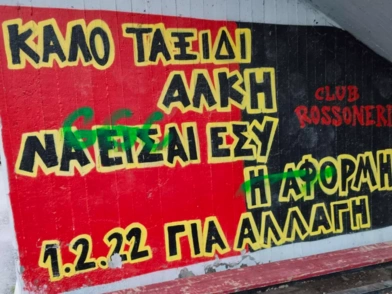 ΚΑΛΟ ΤΑΞΙΔΙ
ΑΛΚΗ
CLUB
ROSSONERI
ΝΑ ΕΙΣΑΙ ΕΣΥ
Η ΑΦΟΡΜΗ
1.2.22 ΓΙΑ ΑΛΛΑΓΗ